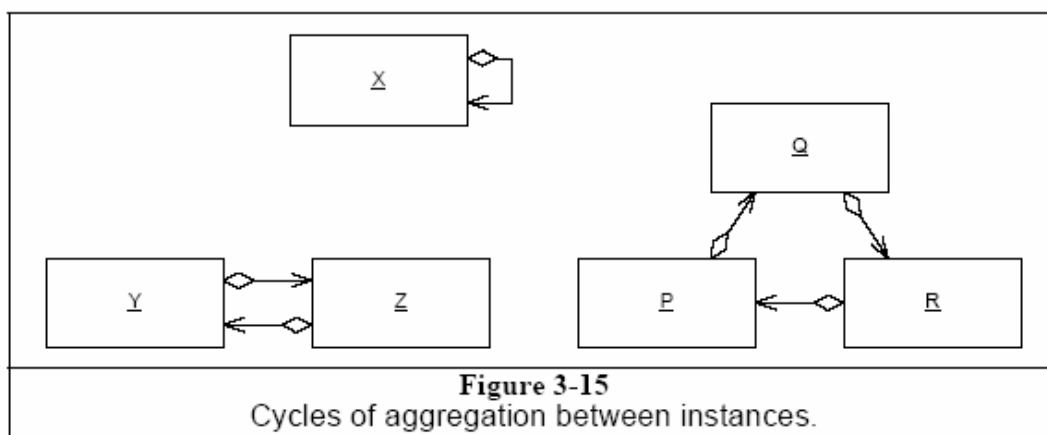 X
Q
Y
Z
P
R
Figure 3-15
Cycles of aggregation between instances.